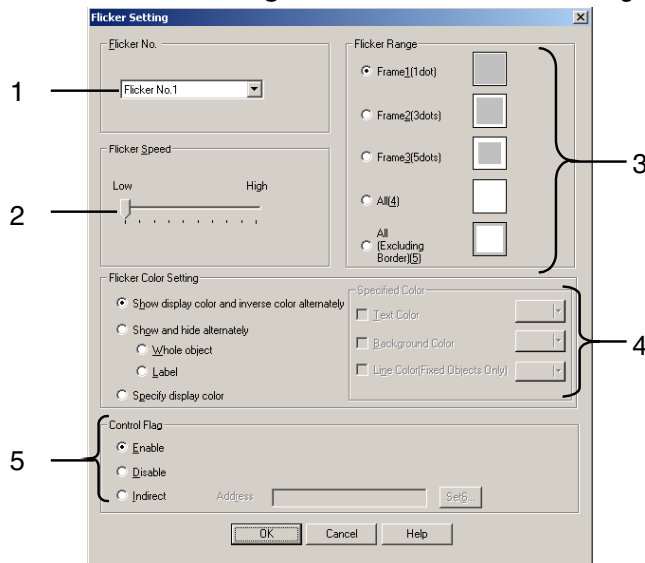 Flicker Setting
Flicker No.
1
Flicker No.1
Flicker Speed
2
Low High
Flicker Range
Frame1(1dot)
Frame2(3dots)
Frame3(5dots)
All(4)
All
(Excluding
Border)(5)
3
Flicker Color Setting
Show display color and inverse color alternately
Show and hide alternately
Whole object
Label
Specify display color
Specified Color
Text Color
Background Color
Line Color(Fixed Objects Only)
4
Control Flag
5
Enable
Disable
Indirect Address Set6...
OK Cancel Help